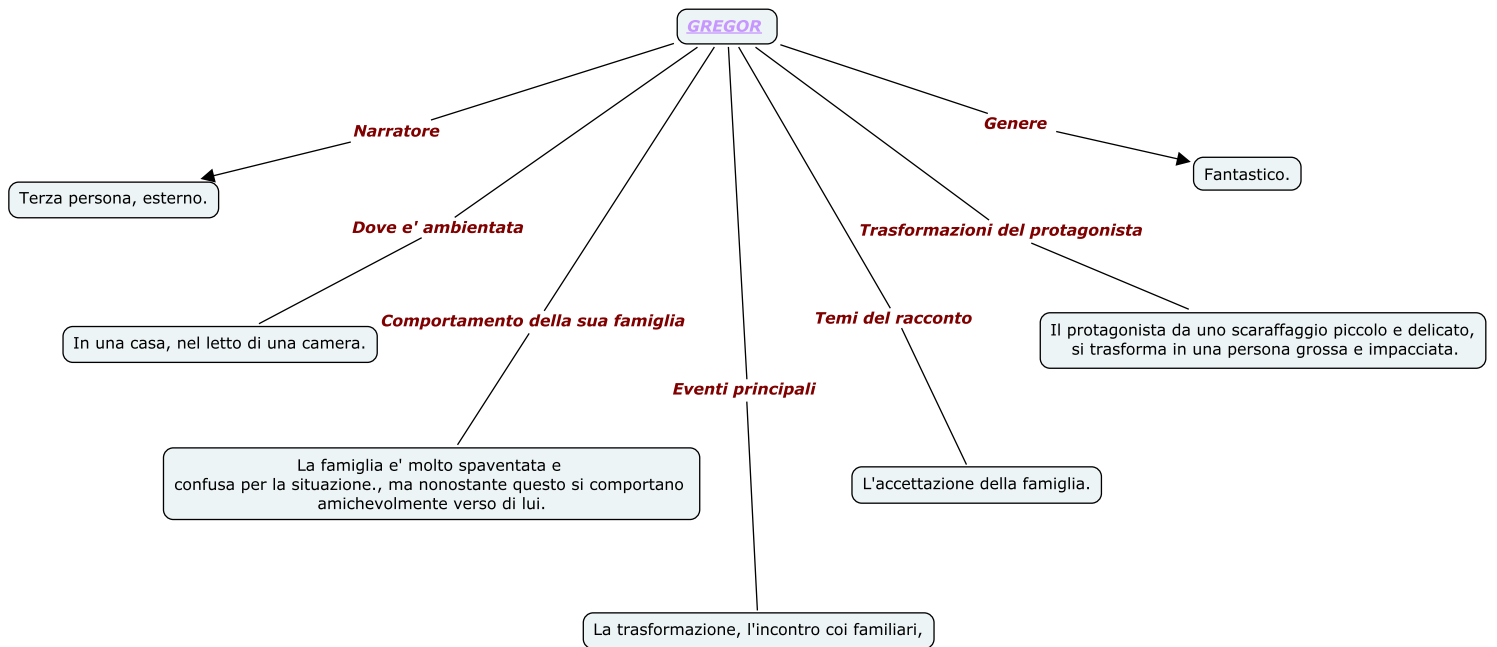 GREGOR
Narratore
Terza persona, esterno.
Dove e' ambientata
In una casa, nel letto di una camera.
Comportamento della sua famiglia
La famiglia e' molto spaventata e
confusa per la situazione., ma nonostante questo si comportano
amichevolmente verso di lui.
Eventi principali
La trasformazione, l'incontro coi familiari,
Temi del racconto
L'accettazione della famiglia.
Trasformazioni del protagonista
Il protagonista da uno scaraffaggio piccolo e delicato,
si trasforma in una persona grossa e impacciata.
Genere
Fantastico.